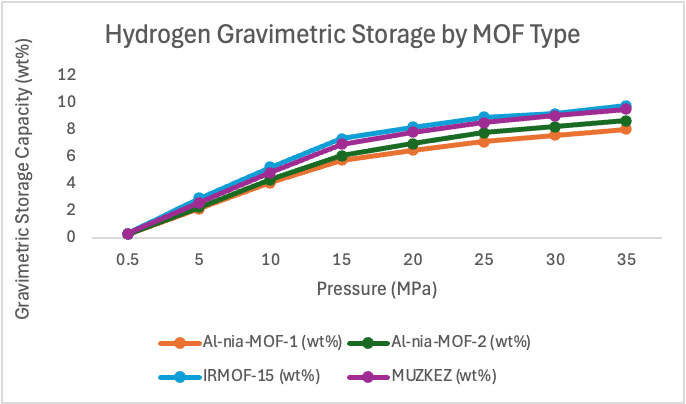 Hydrogen Gravimetric Storage by MOF Type
Gravimetric Storage Capacity (wt%)
12
10
8
6
4
2
0
0.5 5 10 15 20 25 30 35
Pressure (MPa)
Al-nia-MOF-1 (wt%) Al-nia-MOF-2 (wt%)
IRMOF-15 (wt%) MUZKEZ (wt%)